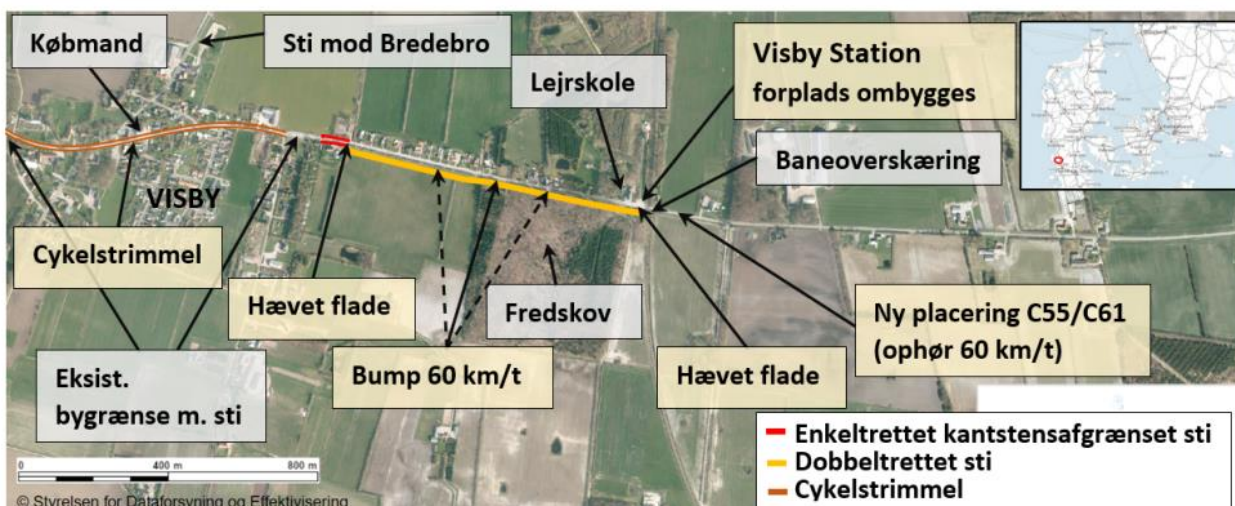 Købmand
Sti mod Bredebro
Lejrskole
Visby Station
forplads ombygges
Baneoverskæring
VISBY
Cykelstrimmel
Hævet flade
Fredskov
Ny placering C55/C61
(ophør 60 km/t)
Eksist.
bygrænse m. sti
Bump 60 km/t
Hævet flade
Enkeltrettet kantstensafgrænset sti
Dobbeltrettet sti
Cykelstrimmel
0 400 m 800 m
© Styrelsen for Dataforsyning og Effektivisering